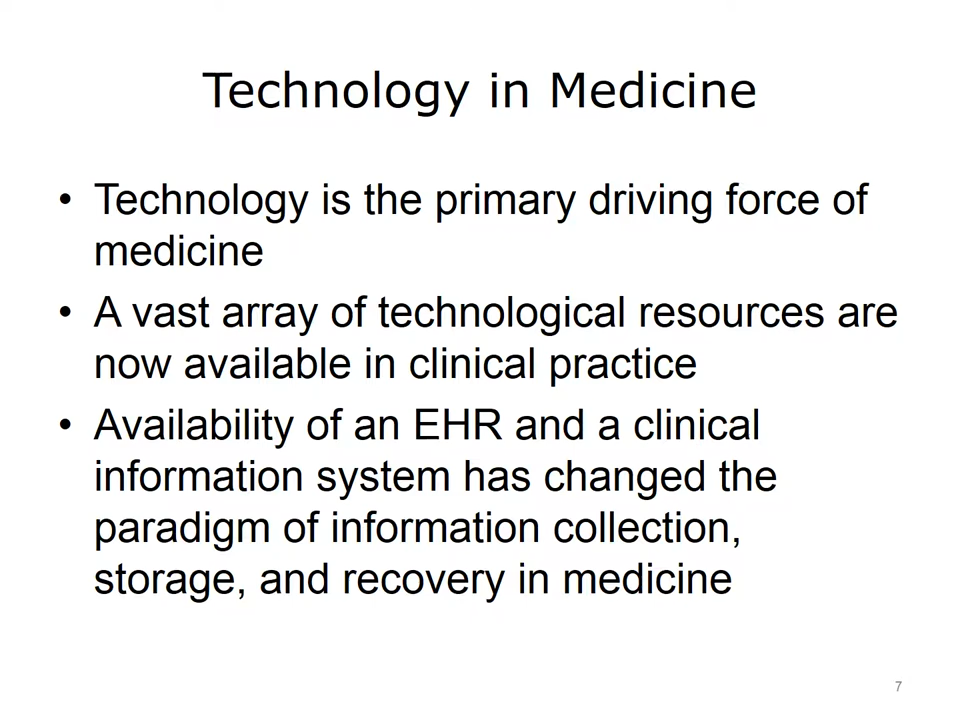 Technology in Medicine
• Technology is the primary driving force of
medicine
• A vast array of technological resources are
now available in clinical practice
• Availability of an EHR and a clinical
information system has changed the
paradigm of information collection,
storage, and recovery in medicine
7